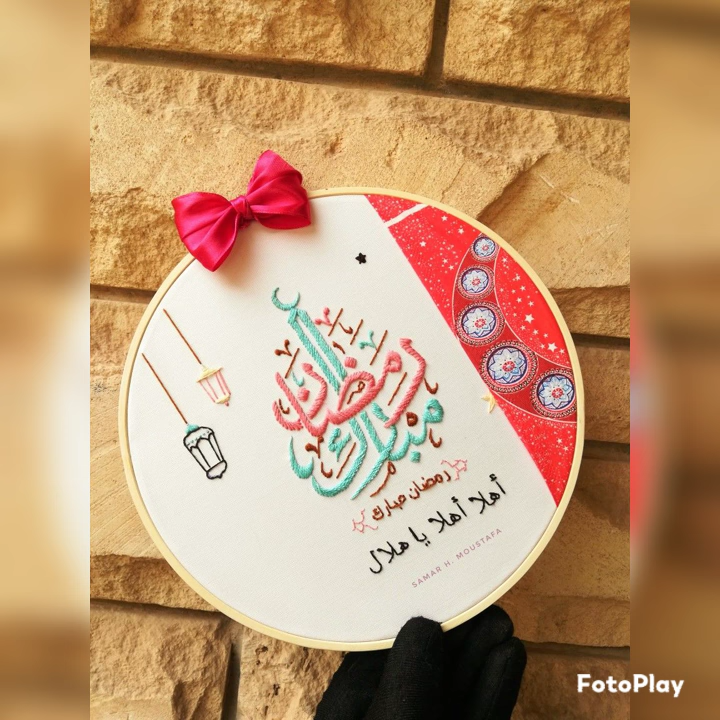 رمضان
مبارك
رمضان مبارك
أهلا أهلا يا هلال
SAMAR H. MOUSTAFA
FotoPlay